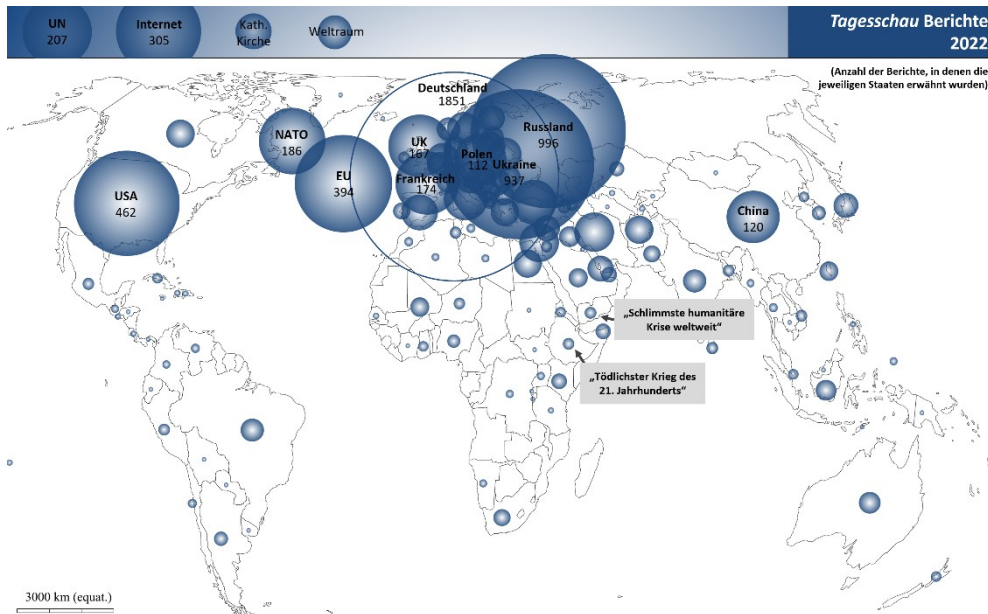 UN
207
Internet
305
Kath.
Kirche
Weltraum
Tagesschau Berichte
2022
(Anzahl der Berichte, in denen die
jeweiligen Staaten erwähnt wurden)
Deutschland
1851
NATO
186
UK
167
Russland
996
Polen
112
Ukraine
937
EU
394
Frankreich
174
USA
462
China
120
„Schlimmste humanitäre
Krise weltweit“
„Tödlichster Krieg des
21. Jahrhunderts“
3000 km (equat.)